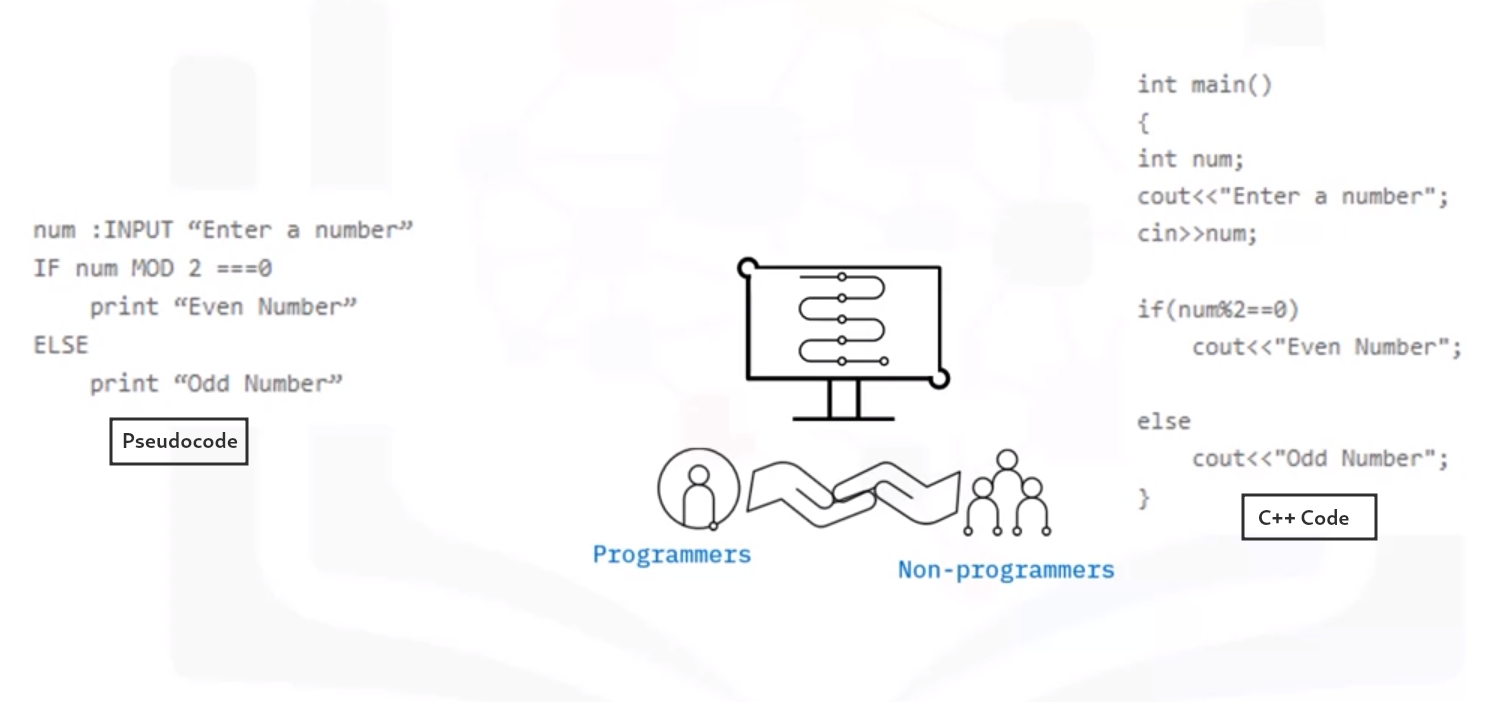 num :INPUT “Enter a number”
IF num MOD 2 ===0
    print “Even Number”
ELSE
    print “Odd Number”
Pseudocode
Programmers
Non-programmers
int main()
{
int num;
cout<<"Enter a number";
cin>>num;
if(num%2==0)
    cout<<"Even Number";
else
    cout<<"Odd Number";
}
C++ Code